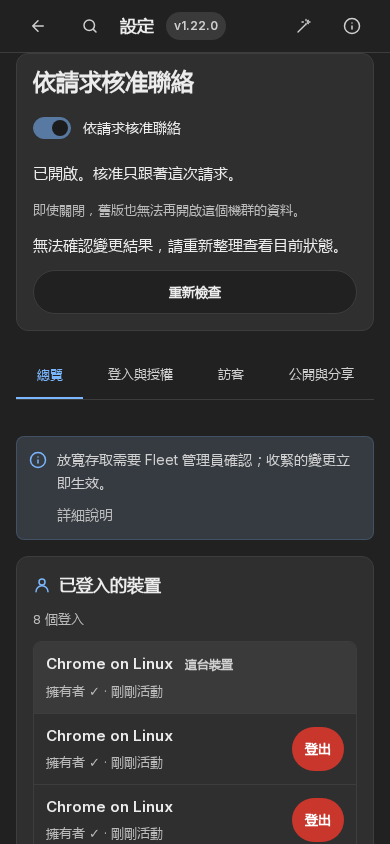 設定 v1.22.0
依請求核准聯絡
依請求核准聯絡
已開啟。核准只跟著這次請求。
即使關閉，舊版也無法再開啟這個機群的資料。
無法確認變更結果，請重新整理查看目前狀態。
重新檢查
總覽 登入與授權 訪客 公開與分享
放寬存取需要 Fleet 管理員確認；收緊的變更立
即生效。
詳細說明
已登入的裝置
8 個登入
Chrome on Linux 這台裝置
擁有者 ✓ · 剛剛活動
Chrome on Linux
擁有者 ✓ · 剛剛活動
登出
Chrome on Linux
擁有者 ✓ · 剛剛活動
登出